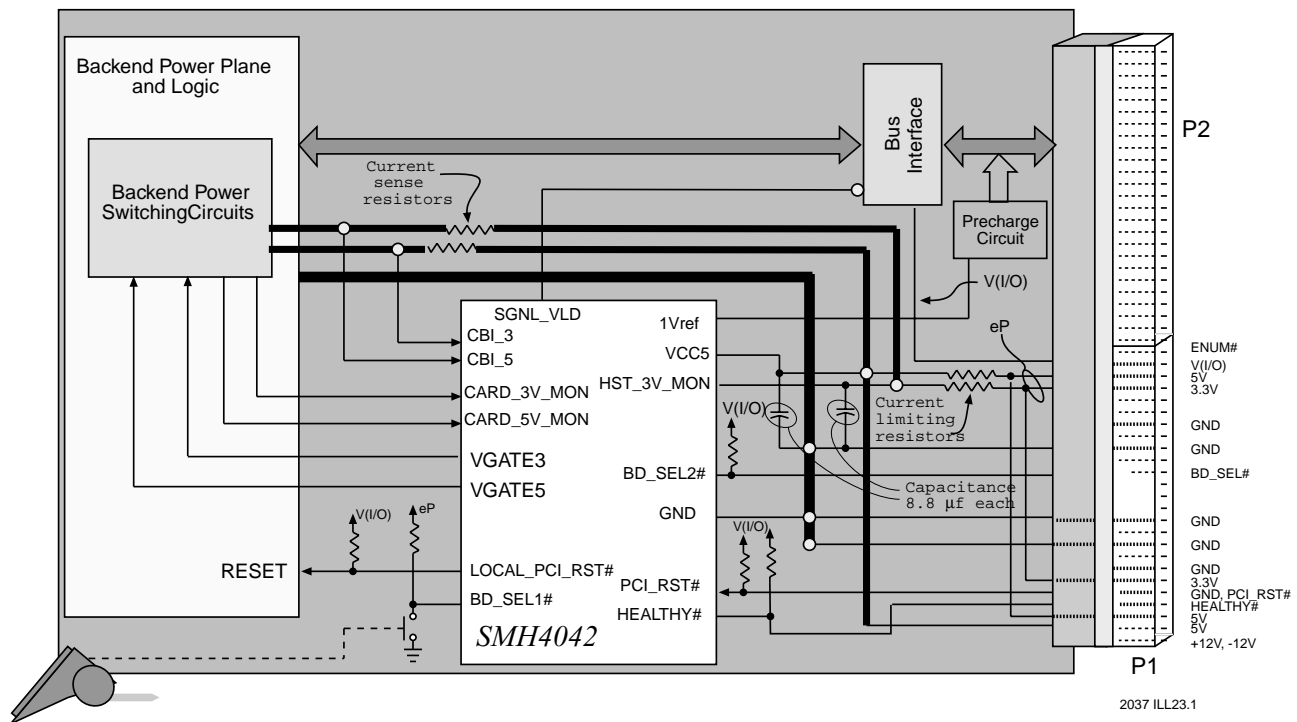 Backend Power Plane
and Logic
Backend Power
SwitchingCircuits
Current
sense
resistors
Bus
Interface
Precharge
Circuit
P2
V(I/O)
eP
SGNL_VLD
1Vref
CBI_3
CBI_5
VCC5
HST_3V_MON
CARD_3V_MON
CARD_5V_MON
V(I/O)
Current
limiting
resistors
VGATE3
VGATE5
BD_SEL2#
Capacitance
8.8 µf each
GND
V(I/O)
eP
V(I/O)
RESET
LOCAL_PCI_RST#
PCI_RST#
BD_SEL1#
HEALTHY#
SMH4042
ENUM#
V(I/O)
5V
3.3V
GND
GND
BD_SEL#
GND
GND
GND
3.3V
GND, PCI_RST#
HEALTHY#
5V
5V
+12V, -12V
P1
2037 ILL23.1